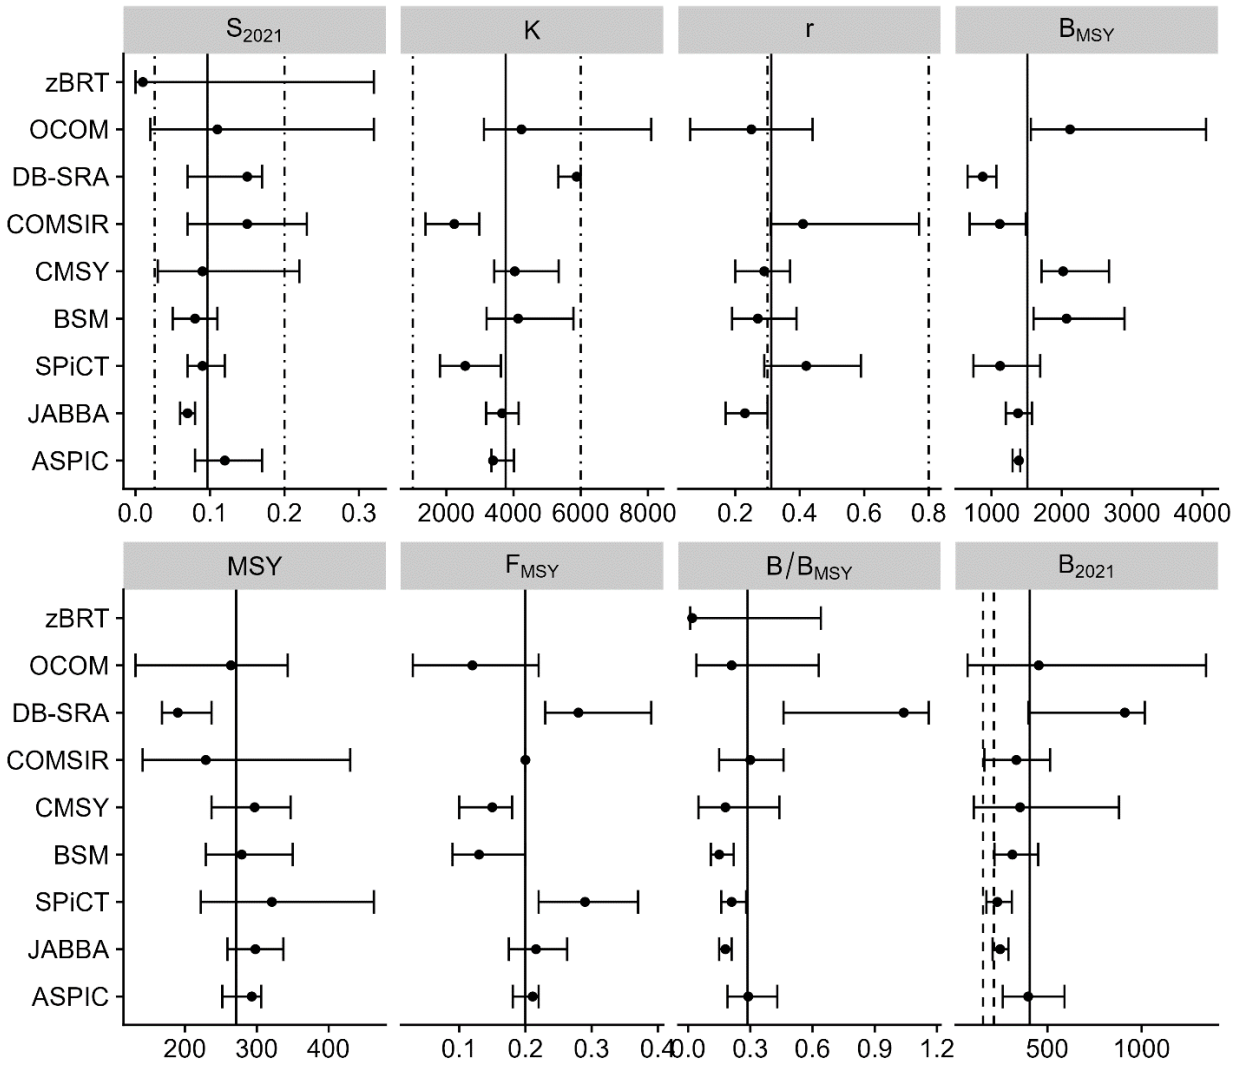 S2021 K r BMSY
zBRT
OCOM
DB-SRA
COMSIR
CMSY
BSM
SPiCT
JABBA
ASPIC
0.0 0.1 0.2 0.3 2000 4000 6000 8000 0.2 0.4 0.6 0.8 1000 2000 3000 4000
MSY FMSY B/BMSY B2021
zBRT
OCOM
DB-SRA
COMSIR
CMSY
BSM
SPiCT
JABBA
ASPIC
200 300 400 0.1 0.2 0.3 0.4 0.0 0.3 0.6 0.9 1.2 500 1000